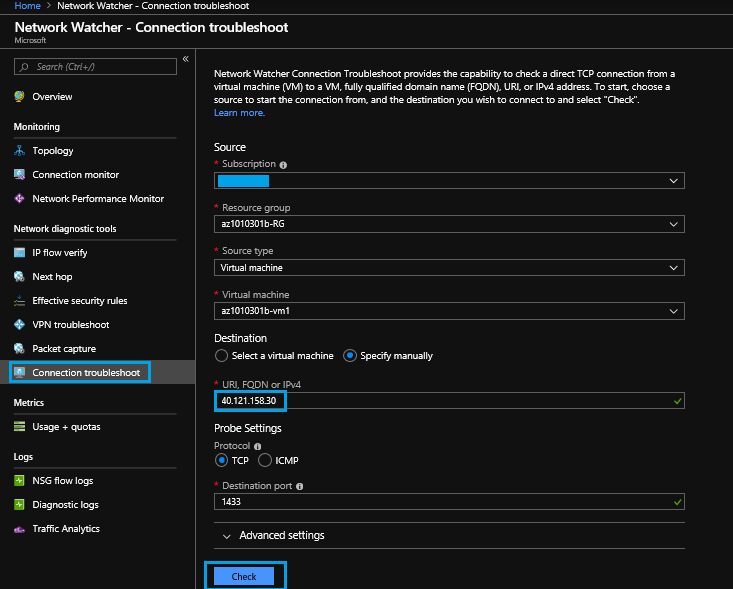 Home > Network Watcher - Connection troubleshoot
Network Watcher - Connection troubleshoot
Microsoft
Search (Ctrl+/)
«
Overview
Monitoring
Topology
Connection monitor
Network Performance Monitor
Network diagnostic tools
IP flow verify
Next hop
Effective security rules
VPN troubleshoot
Packet capture
Connection troubleshoot
Metrics
Usage + quotas
Logs
NSG flow logs
Diagnostic logs
Traffic Analytics
Network Watcher Connection Troubleshoot provides the capability to check a direct TCP connection from a
virtual machine (VM) to a VM, fully qualified domain name (FQDN), URI, or IPv4 address. To start, choose a
source to start the connection from, and the destination you wish to connect to and select "Check".
Learn more.
Source
* Subscription
* Resource group
az1010301b-RG
* Source type
Virtual machine
* Virtual machine
az1010301b-vm1
Destination
Select a virtual machine Specify manually
* URI, FQDN or IPv4
40.121.158.30
Probe Settings
Protocol
TCP ICMP
* Destination port
1433
Advanced settings
Check